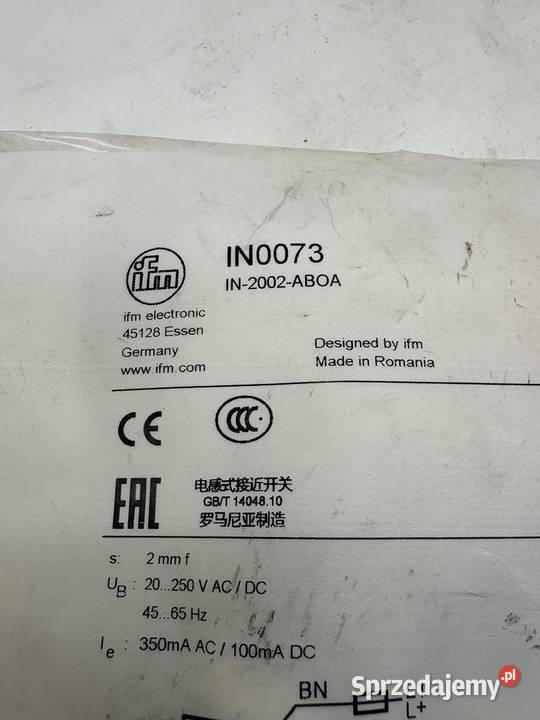 ifm
IN0073
IN-2002-ABOA
ifm electronic
45128 Essen
Germany
www.ifm.com
Designed by ifm
Made in Romania
CE
CCC
EAC
电感式接近开关
GB/T 14048.10
罗马尼亚制造
s: 2 mm f
UB : 20...250 V AC / DC
45...65 Hz
Ie : 350mA AC / 100mA DC
BN
L+
Sprzedajemy.pl